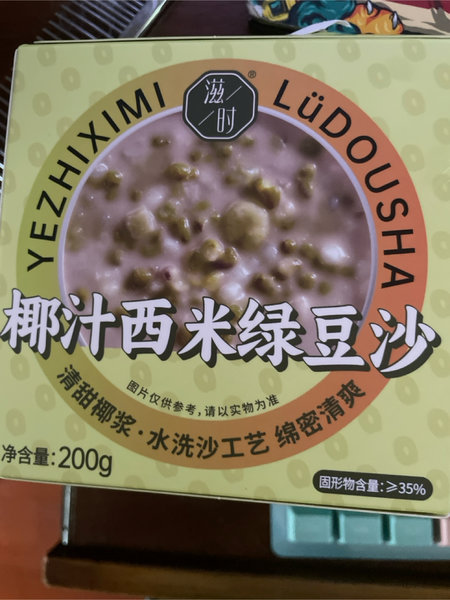 滋时®
YEZHIXIMI LüDOUSHA
椰汁西米绿豆沙
图片仅供参考,请以实物为准
清甜椰浆·水洗沙工艺 绵密清爽
净含量:200g
固形物含量:≥35%